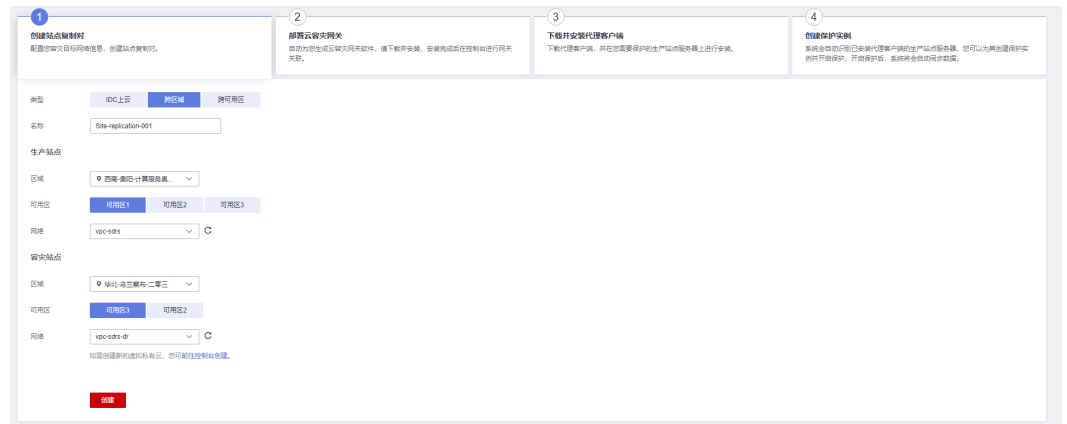 1
创建站点复制对
配置您容灾目标网络信息，创建站点复制对。
2
部署云容灾网关
自动为您生成云容灾网关软件，请下载并安装，安装完成后在控制台进行网关
关联。
3
下载并安装代理客户端
下载代理客户端，并在您需要保护的生产站点服务器上进行安装。
4
创建保护实例
系统会自动识别已安装代理客户端的生产站点服务器，您可以为其创建保护实
例并开启保护，开启保护后，系统将会自动同步数据。
类型 IDC上云 跨区域 跨可用区
名称 Site-replication-001
生产站点
区域 西南-贵阳-计算服务奥...
可用区 可用区1 可用区2 可用区3
网络 vpc-sdrs
容灾站点
区域 华北-乌兰察布-二零三
可用区 可用区3 可用区2
网络 vpc-sdrs-dr
如需创建新的虚拟私有云，您可前往控制台创建。
创建